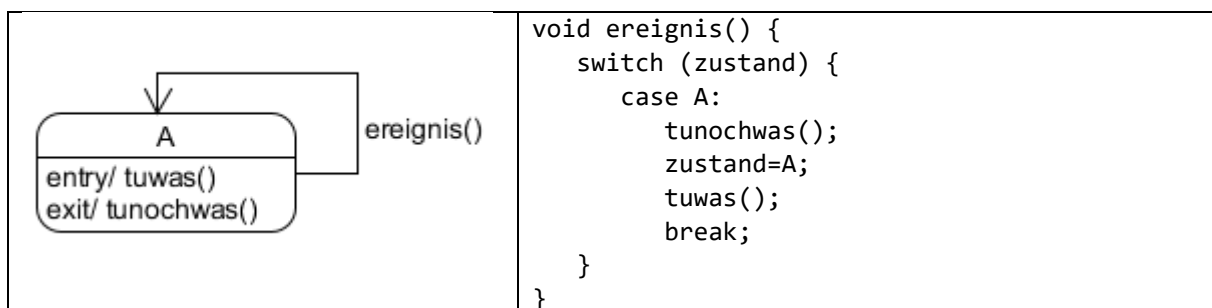 A
entry/ tuwas()
exit/ tunochwas()
ereignis()
void ereignis() {
   switch (zustand) {
      case A:
         tunochwas();
         zustand=A;
         tuwas();
         break;
   }
}